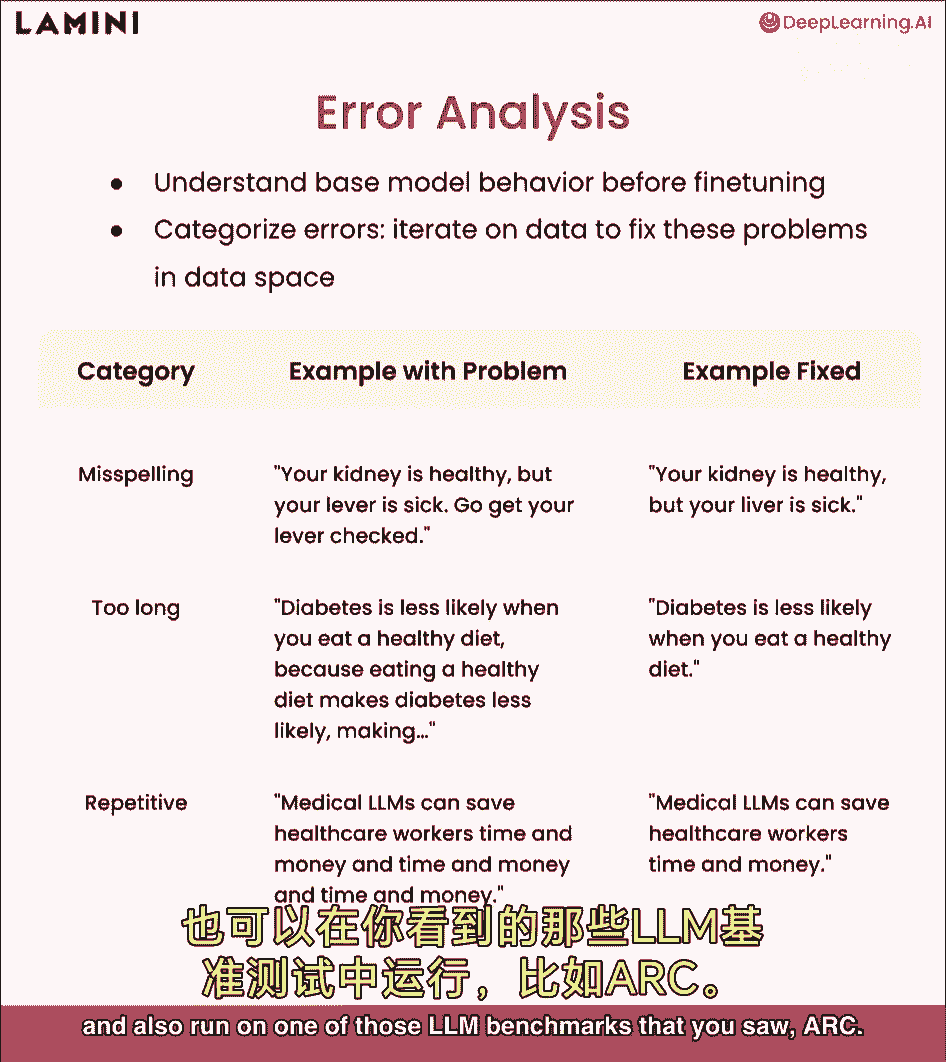 LAMINI
DeepLearning.AI
Error Analysis
● Understand base model behavior before finetuning
● Categorize errors: iterate on data to fix these problems
in data space
Category Example with Problem Example Fixed
Misspelling "Your kidney is healthy, but "Your kidney is healthy,
your lever is sick. Go get your but your liver is sick."
lever checked."
Too long "Diabetes is less likely when "Diabetes is less likely
you eat a healthy diet, when you eat a healthy
because eating a healthy diet."
diet makes diabetes less
likely, making…"
Repetitive "Medical LLMs can save "Medical LLMs can save
healthcare workers time and healthcare workers
money and time and money time and money."
and time and money."
也可以在你看到的那些LLM基
准测试中运行，比如ARC。
and also run on one of those LLM benchmarks that you saw, ARC.